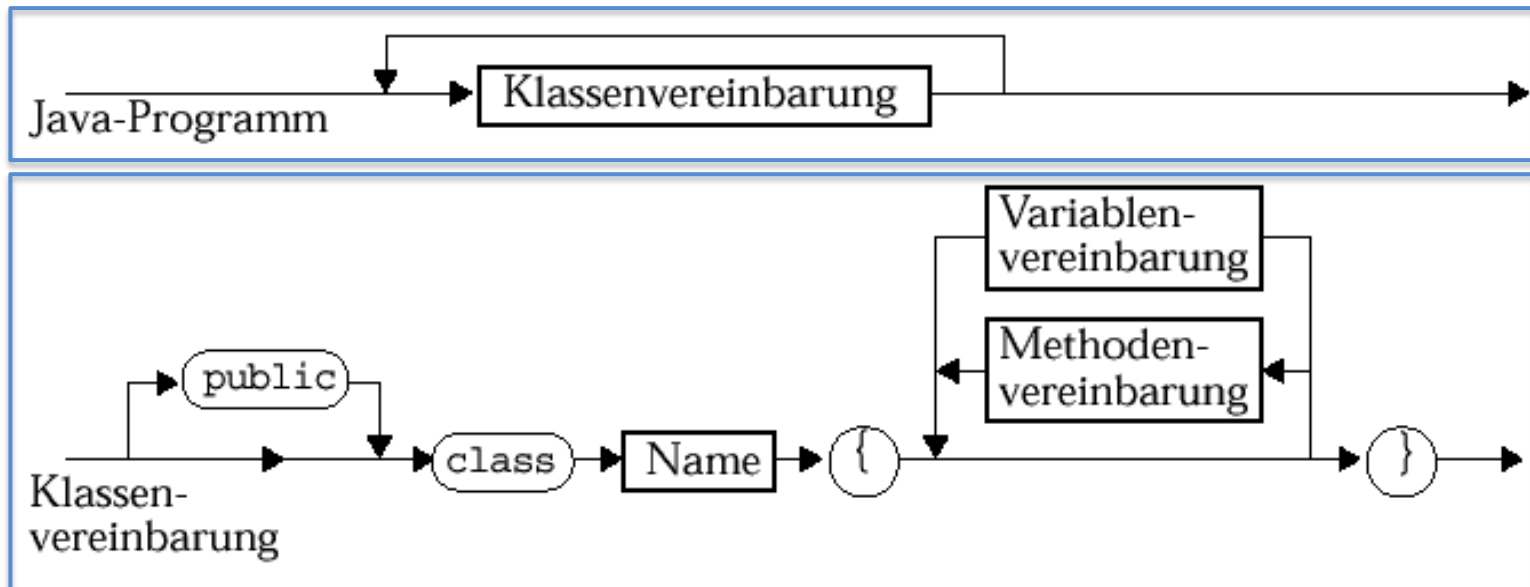 Klassenvereinbarung
Java-Programm
Variablen-
vereinbarung
Methoden-
vereinbarung
public
class
Name
{
}
Klassen-
vereinbarung